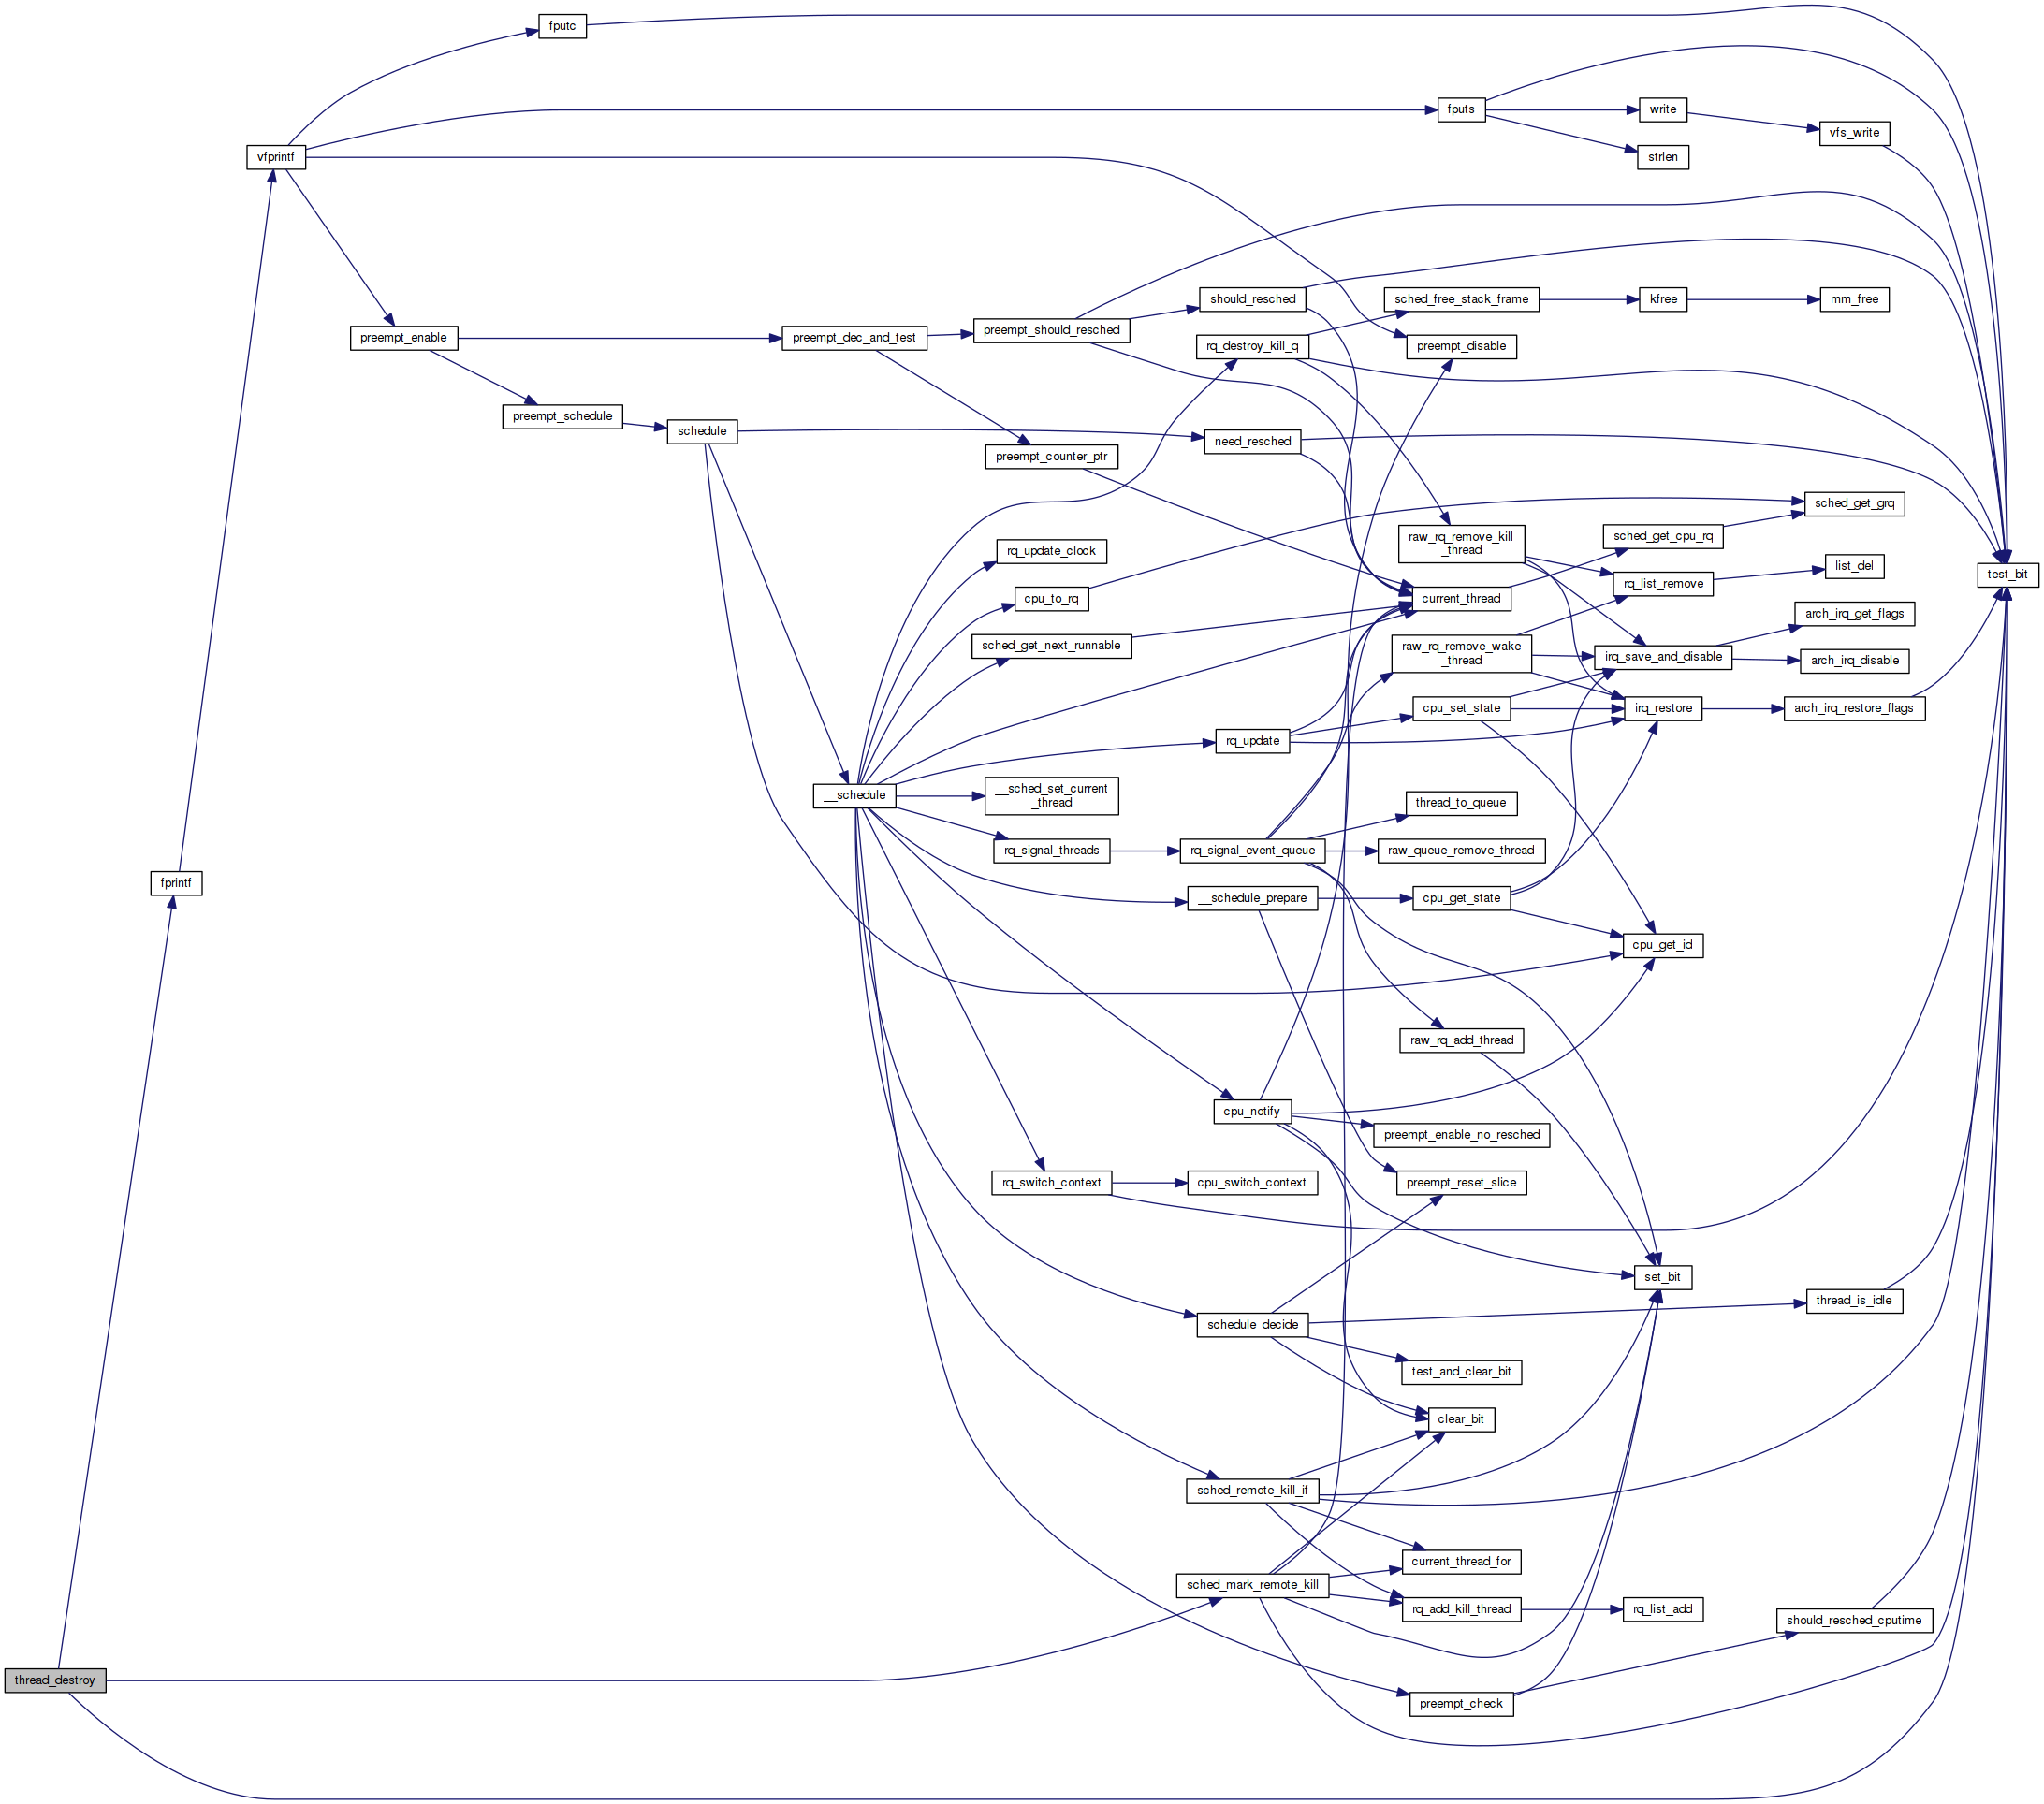 fputc
fputs
write
vfs_write
vfprintf
strlen
should_resched
sched_free_stack_frame
kfree
mm_free
preempt_enable
preempt_dec_and_test
preempt_should_resched
rq_destroy_kill_q
preempt_disable
preempt_schedule
schedule
need_resched
preempt_counter_ptr
sched_get_grq
raw_rq_remove_kill
_thread
sched_get_cpu_rq
rq_update_clock
list_del
test_bit
rq_list_remove
cpu_to_rq
current_thread
arch_irq_get_flags
sched_get_next_runnable
raw_rq_remove_wake
_thread
irq_save_and_disable
arch_irq_disable
cpu_set_state
irq_restore
arch_irq_restore_flags
rq_update
__schedule
__sched_set_current
_thread
thread_to_queue
rq_signal_threads
rq_signal_event_queue
raw_queue_remove_thread
fprintf
__schedule_prepare
cpu_get_state
cpu_get_id
raw_rq_add_thread
cpu_notify
preempt_enable_no_resched
rq_switch_context
cpu_switch_context
preempt_reset_slice
set_bit
thread_is_idle
schedule_decide
test_and_clear_bit
clear_bit
sched_remote_kill_if
current_thread_for
sched_mark_remote_kill
rq_add_kill_thread
rq_list_add
should_resched_cputime
thread_destroy
preempt_check